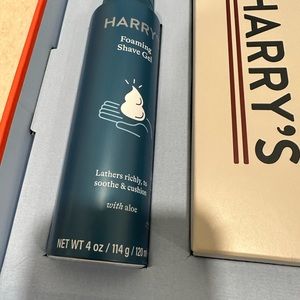 HARRY'S
Foaming
Shave Gel
Lathers richly, to
soothe & cushion
with aloe
NET WT 4 oz / 114 g / 120 ml
HARRY'S